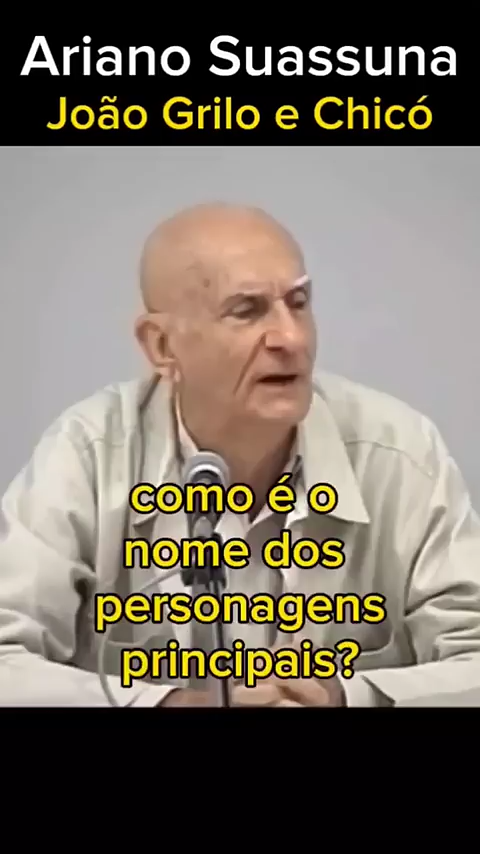 Ariano Suassuna
João Grilo e Chicó
como é o
nome dos
personagens
principais?